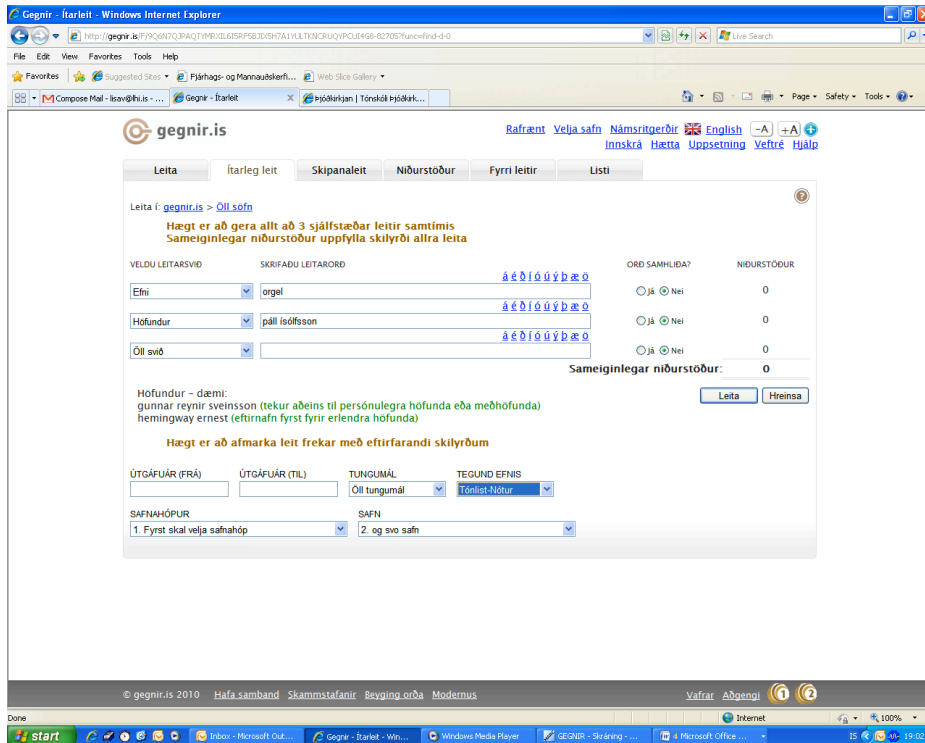 Gegnir - Ítarleit - Windows Internet Explorer
File Edit View Favorites Tools Help
Live Search
Favorites Suggested Sites Fjárhags- og Mannauðskerfi... Web Slice Gallery
Compose Mail - lisav@lhi.is - ... Gegnir - Ítarleit X Þjóðkirkjan | Tónskóli Þjóðkirk... Page Safety Tools
gegnir.is
Rafrænt Velja safn Námsritgerðir English -A +A
Innskrá Hætta Uppsetning Veftré Hjálp
Leita Ítarleg leit Skipanaleit Niðurstöður Fyrri leitir Listi
Leita í: gegnir.is > Öll söfn
Hægt er að gera allt að 3 sjálfstæðar leitir samtímis
Sameiginlegar niðurstöður uppfylla skilyrði allra leita
VELDU LEITARSVIÐ SKRIFAÐU LEITARORÐ ORÐ SAMHLIÐA? NIÐURSTÖÐUR
á é ð í ó ú ý þ æ ö
Efni orgel Já Nei 0
á é ð í ó ú ý þ æ ö
Höfundur páll ísólfsson Já Nei 0
á é ð í ó ú ý þ æ ö
Öll svið Já Nei 0
Sameiginlegar niðurstöður: 0
Höfundur - dæmi:
Leita Hreinsa
gunnar reynir sveinsson (tekur aðeins til persónulegra höfunda eða meðhöfunda)
hemingway ernest (eftirnafn fyrst fyrir erlendra höfunda)
Hægt er að afmarka leit frekar með eftirfarandi skilyrðum
ÚTGÁFUÁR (FRÁ) ÚTGÁFUÁR (TIL) TUNGUMÁL TEGUND EFNIS
Öll tungumál Tónlist-Nótur
SAFNAHÓPUR SAFN
1. Fyrst skal velja safnahóp 2. og svo safn
© gegnir.is 2010 Hafa samband Skammstafanir Beyging orða Modernus Vafrar Aðgengi 1 2
Done Internet 100%
start Inbox - Microsoft Out... Gegnir - Ítarleit - Win... Windows Media Player GEGNIR - Skráning - ... 4 Microsoft Office ... IS 19:02